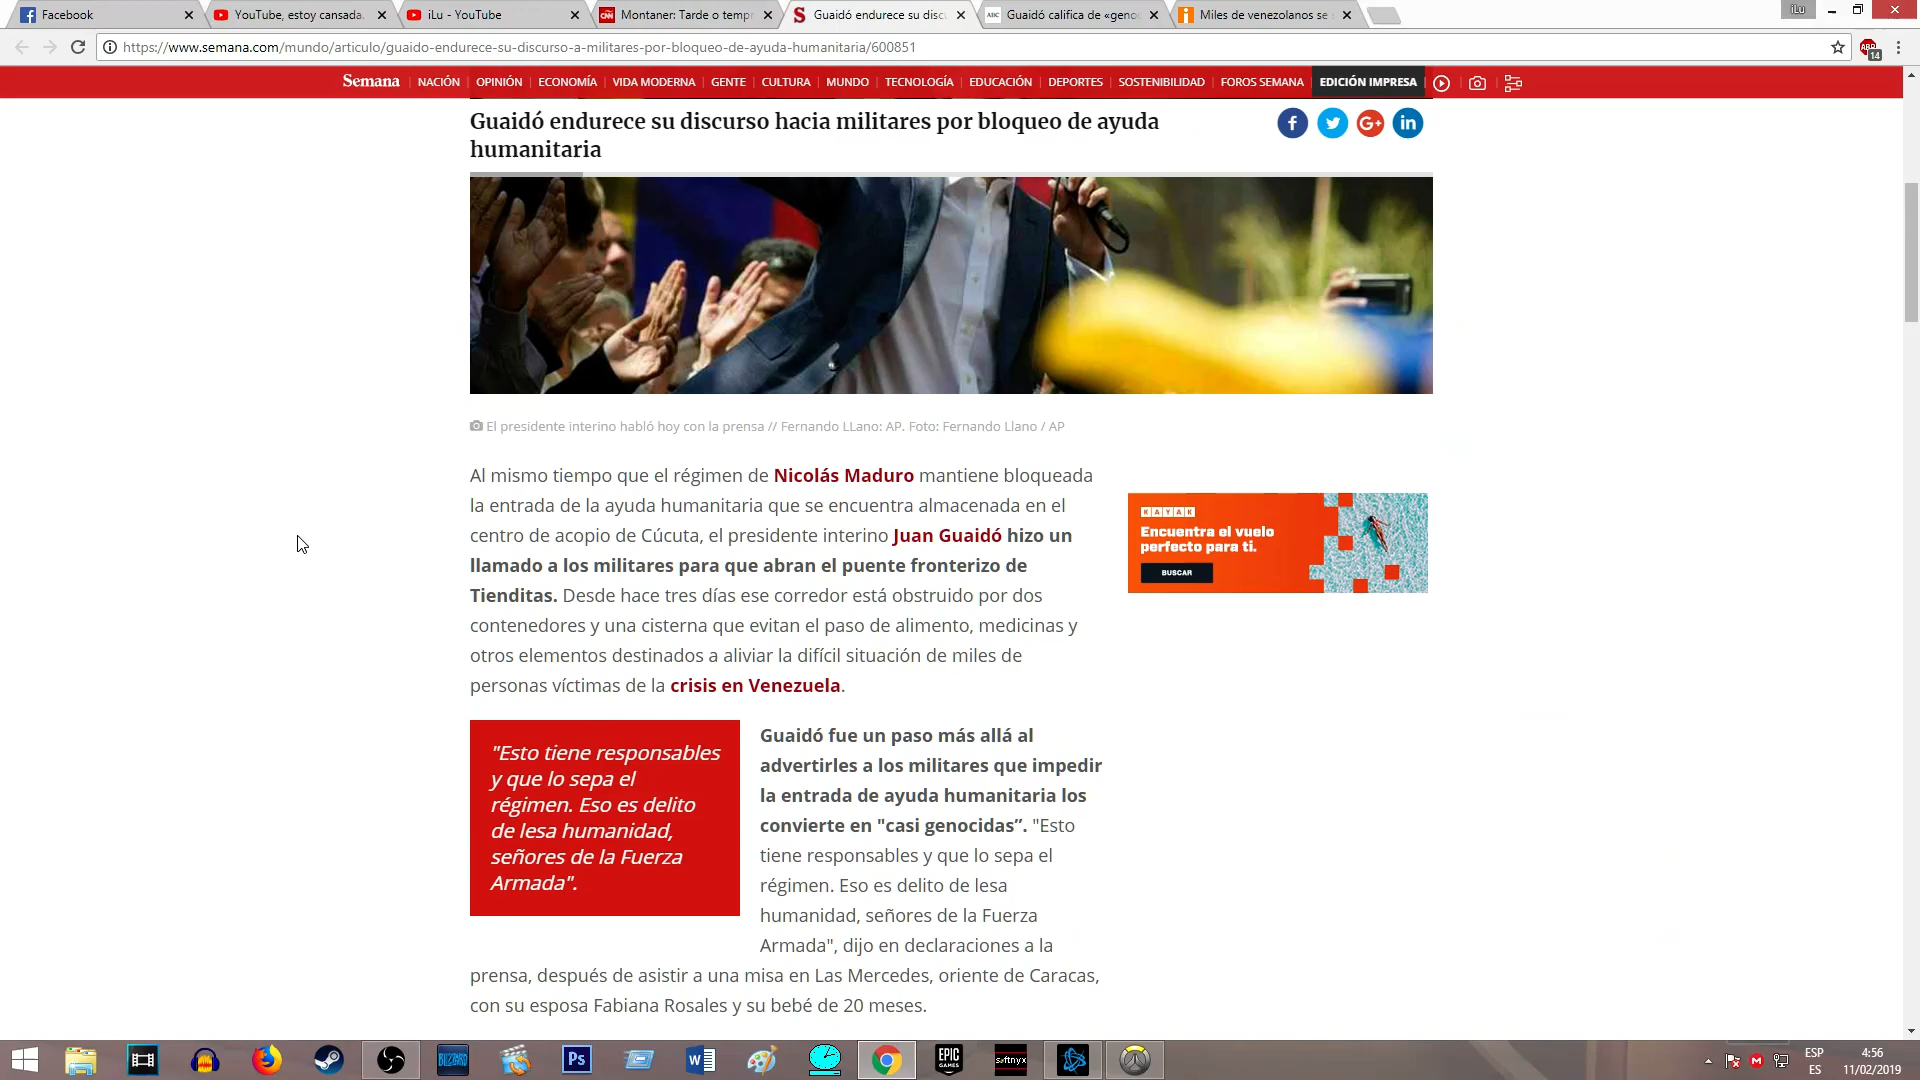 Facebook
YouTube, estoy cansada.
iLu - YouTube
Montaner: Tarde o tempr
Guaidó endurece su discu
Guaidó califica de «geno
Miles de venezolanos se
iLu
https://www.semana.com/mundo/articulo/guaido-endurece-su-discurso-a-militares-por-bloqueo-de-ayuda-humanitaria/600851
ABP
14
Semana NACIÓN OPINIÓN ECONOMÍA VIDA MODERNA GENTE CULTURA MUNDO TECNOLOGÍA EDUCACIÓN DEPORTES SOSTENIBILIDAD FOROS SEMANA EDICIÓN IMPRESA
Guaidó endurece su discurso hacia militares por bloqueo de ayuda
humanitaria
El presidente interino habló hoy con la prensa // Fernando LLano: AP. Foto: Fernando Llano / AP
Al mismo tiempo que el régimen de Nicolás Maduro mantiene bloqueada
la entrada de la ayuda humanitaria que se encuentra almacenada en el
centro de acopio de Cúcuta, el presidente interino Juan Guaidó hizo un
llamado a los militares para que abran el puente fronterizo de
Tienditas. Desde hace tres días ese corredor está obstruido por dos
contenedores y una cisterna que evitan el paso de alimento, medicinas y
otros elementos destinados a aliviar la difícil situación de miles de
personas víctimas de la crisis en Venezuela.
KAYAK
Encuentra el vuelo
perfecto para ti.
BUSCAR
"Esto tiene responsables
y que lo sepa el
régimen. Eso es delito
de lesa humanidad,
señores de la Fuerza
Armada".
Guaidó fue un paso más allá al
advertirles a los militares que impedir
la entrada de ayuda humanitaria los
convierte en "casi genocidas”. "Esto
tiene responsables y que lo sepa el
régimen. Eso es delito de lesa
humanidad, señores de la Fuerza
Armada", dijo en declaraciones a la
prensa, después de asistir a una misa en Las Mercedes, oriente de Caracas,
con su esposa Fabiana Rosales y su bebé de 20 meses.
BLIZZARD
Ps
EPIC
GAMES
softnyx
ESP
ES
4:56
11/02/2019